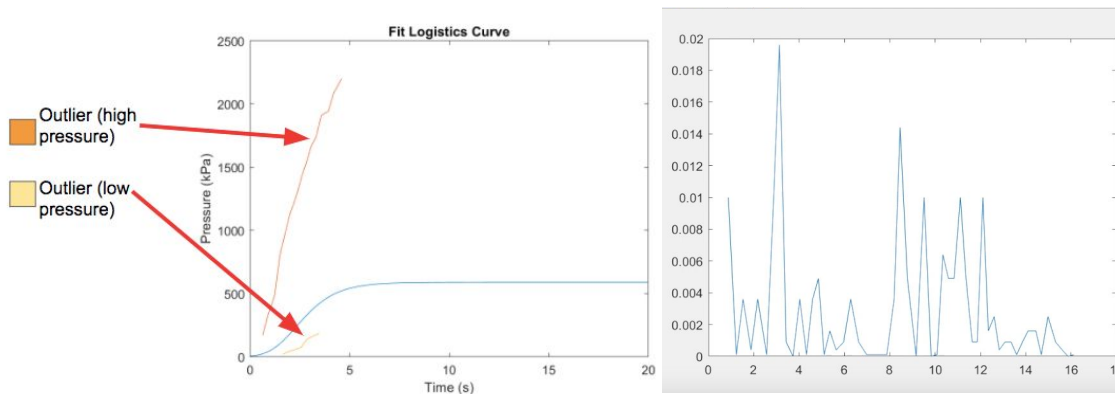 Outlier (high
pressure)
Outlier (low
pressure)
Fit Logistics Curve
Pressure (kPa)
2500
2000
1500
1000
500
0
0 5 10 15 20
Time (s)
0.02
0.018
0.016
0.014
0.012
0.01
0.008
0.006
0.004
0.002
0
0 2 4 6 8 10 12 14 16